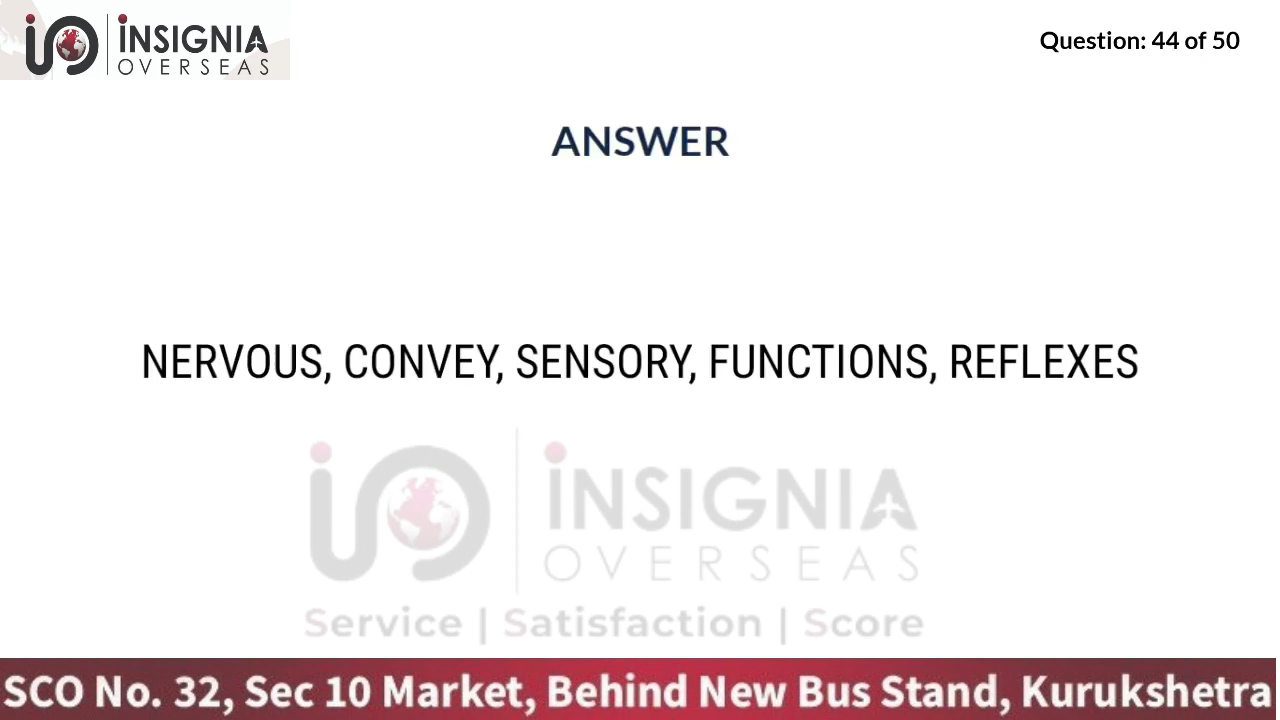 INSIGNIA
OVERSEAS
Question: 44 of 50
ANSWER
NERVOUS, CONVEY, SENSORY, FUNCTIONS, REFLEXES
INSIGNIA
OVERSEAS
Service | Satisfaction | Score
SCO No. 32, Sec 10 Market, Behind New Bus Stand, Kurukshetra